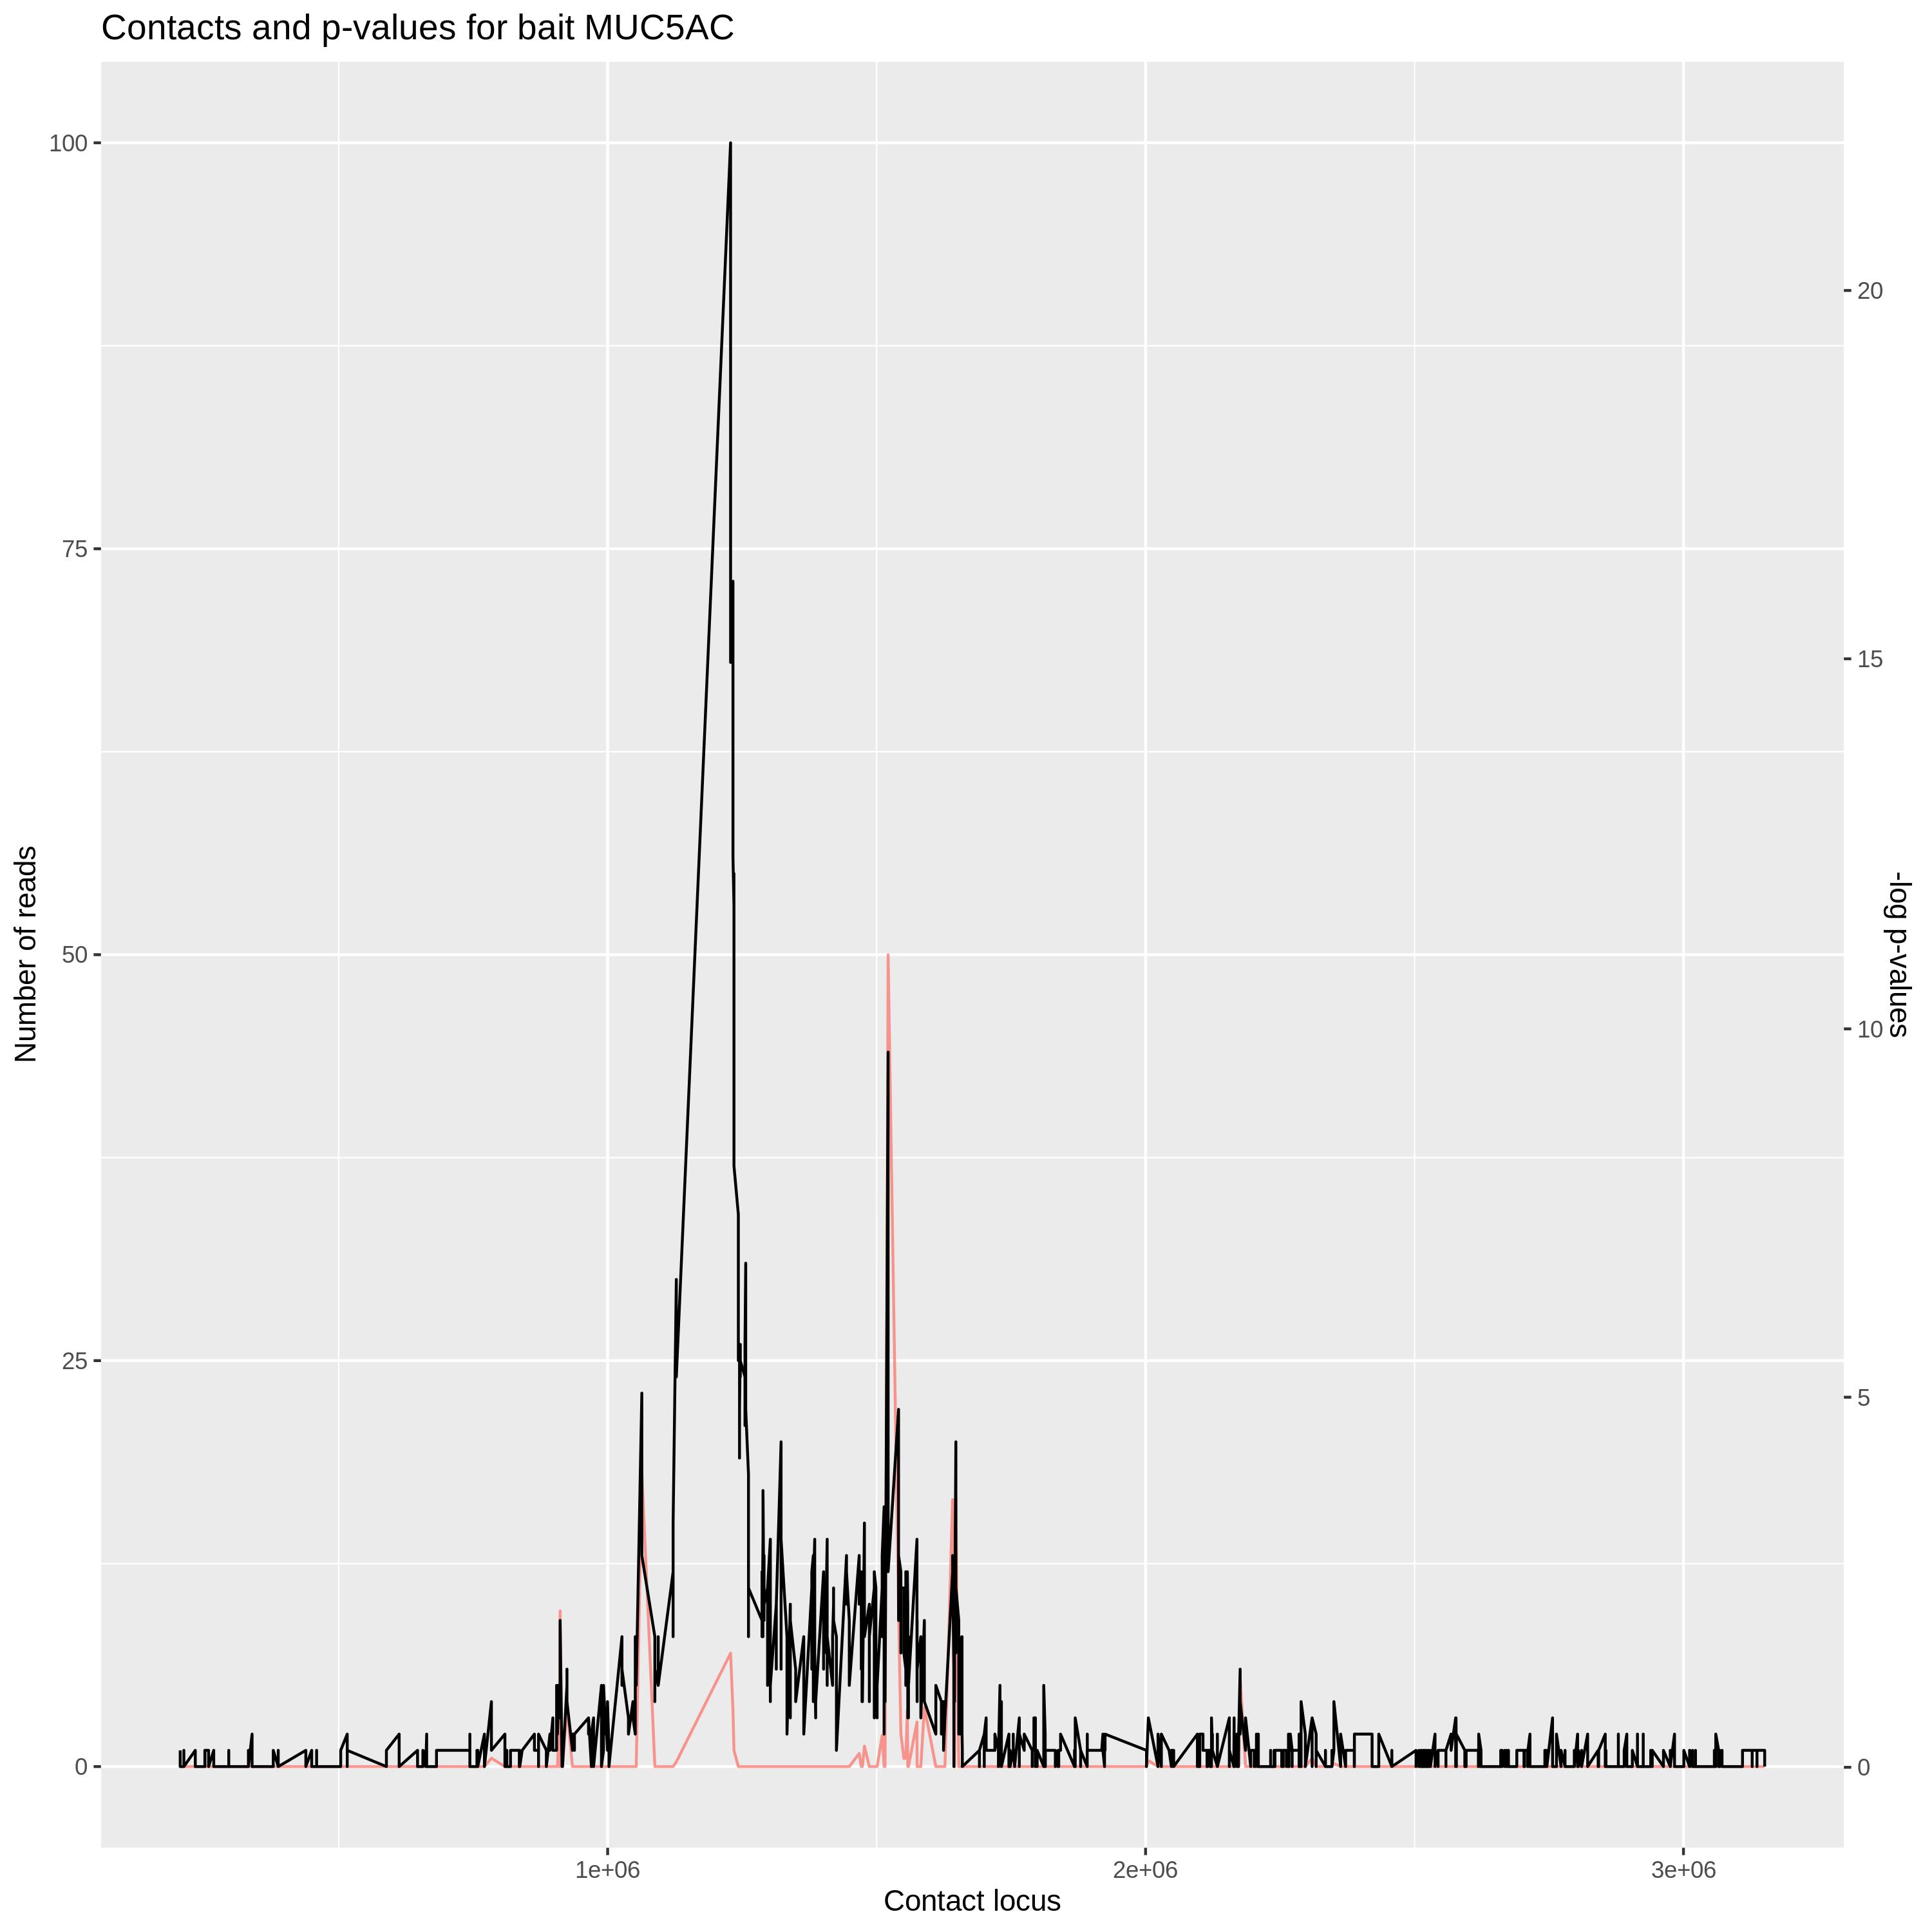 Contacts and p-values for bait MUC5AC
100
75
50
25
0
Number of reads
20
15
10
5
0
-log p-values
1e+06
2e+06
3e+06
Contact locus